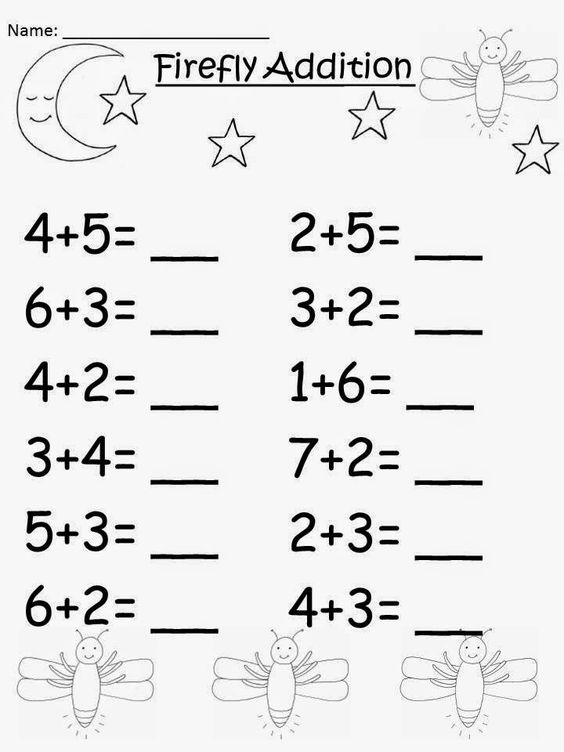 Name: ____________________
Firefly Addition
4+5= ___ 2+5= ___
6+3= ___ 3+2= ___
4+2= ___ 1+6= ___
3+4= ___ 7+2= ___
5+3= ___ 2+3= ___
6+2= ___ 4+3= ___